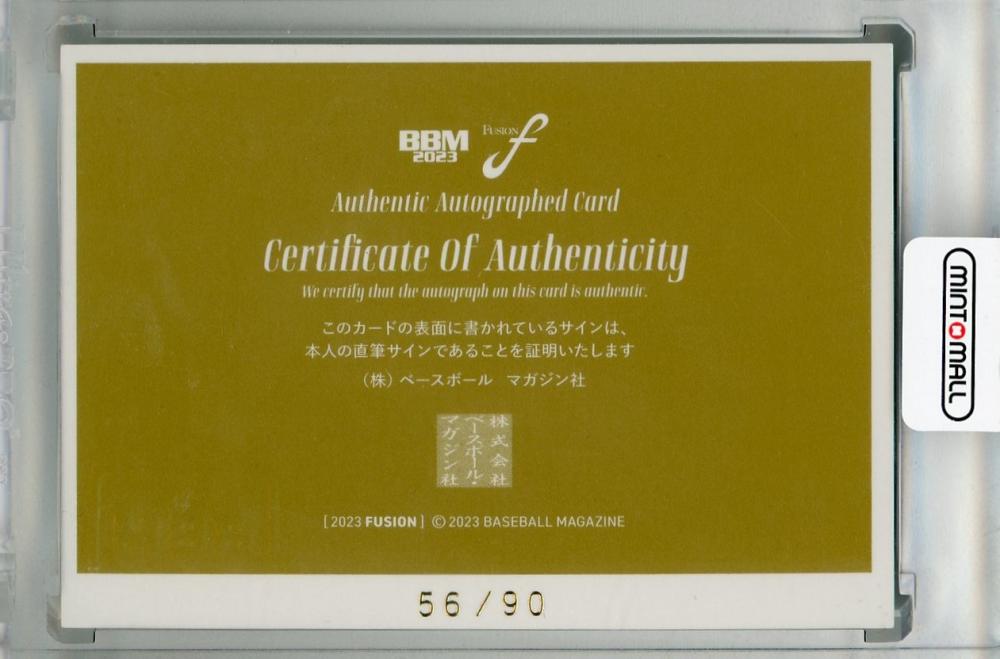 BBM
2023
FUSION f
Authentic Autographed Card
Certificate Of Authenticity
We certify that the autograph on this card is authentic.
このカードの表面に書かれているサインは、
本人の直筆サインであることを証明いたします
（株）ベースボール　マガジン社
株式会社
ベースボール・
マガジン社
[ 2023 FUSION ] © 2023 BASEBALL MAGAZINE
56/90
MINTOMALL